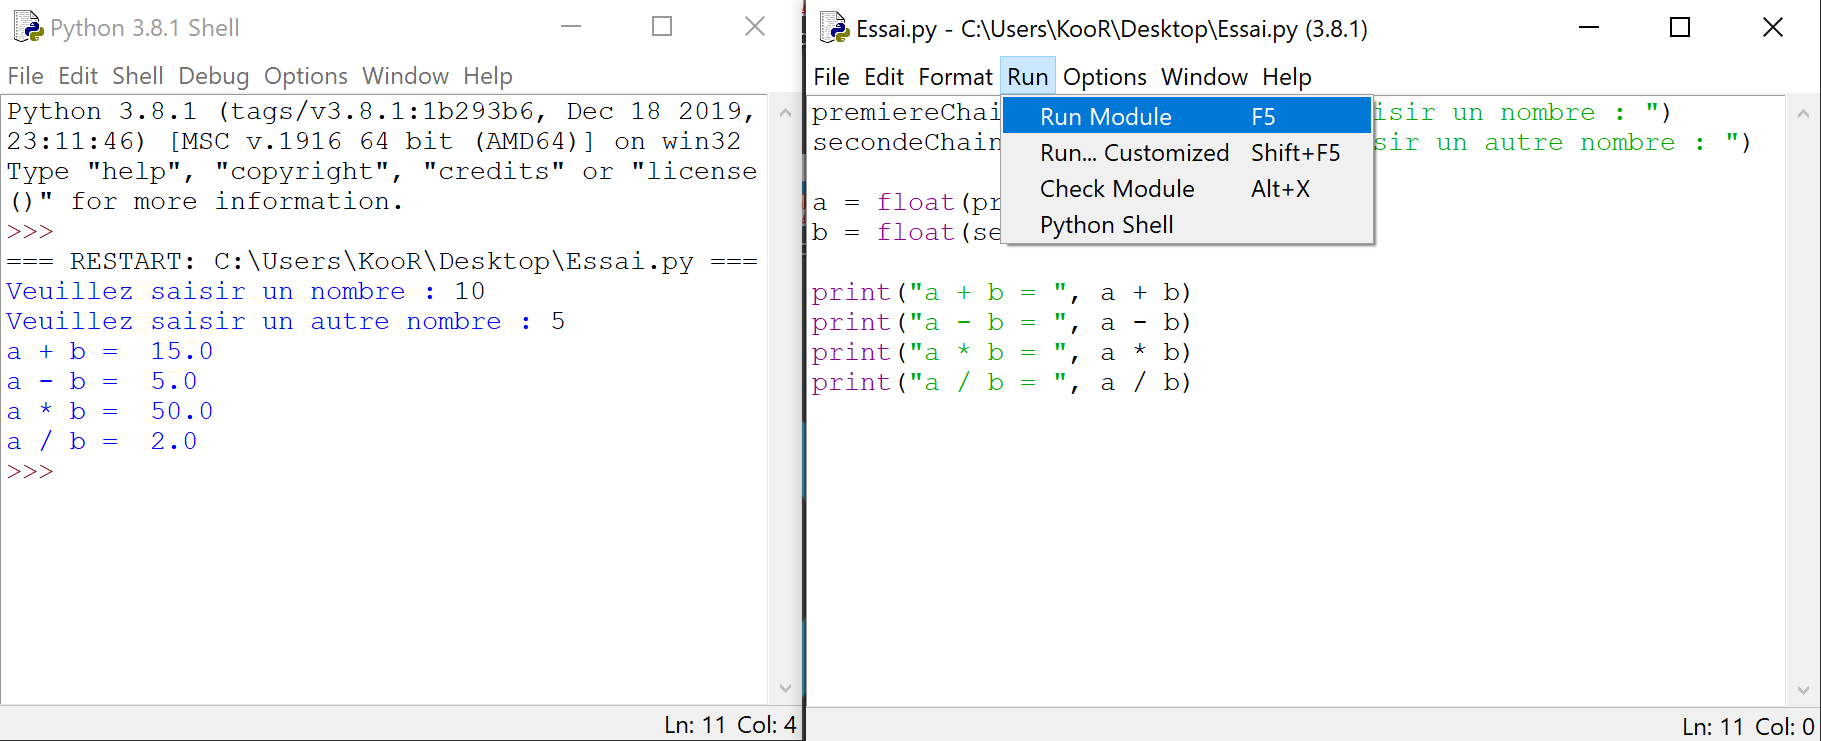 Python 3.8.1 Shell
File Edit Shell Debug Options Window Help
Python 3.8.1 (tags/v3.8.1:1b293b6, Dec 18 2019,
23:11:46) [MSC v.1916 64 bit (AMD64)] on win32
Type "help", "copyright", "credits" or "license
()" for more information.
>>>
=== RESTART: C:\Users\KooR\Desktop\Essai.py ===
Veuillez saisir un nombre : 10
Veuillez saisir un autre nombre : 5
a + b =  15.0
a - b =  5.0
a * b =  50.0
a / b =  2.0
>>>
Ln: 11 Col: 4
Essai.py - C:\Users\KooR\Desktop\Essai.py (3.8.1)
File Edit Format Run Options Window Help
premiereChai isir un nombre : ")
secondeChain sir un autre nombre : ")
a = float(pr
b = float(se
Run Module F5
Run... Customized Shift+F5
Check Module Alt+X
Python Shell
print("a + b = ", a + b)
print("a - b = ", a - b)
print("a * b = ", a * b)
print("a / b = ", a / b)
Ln: 11 Col: 0